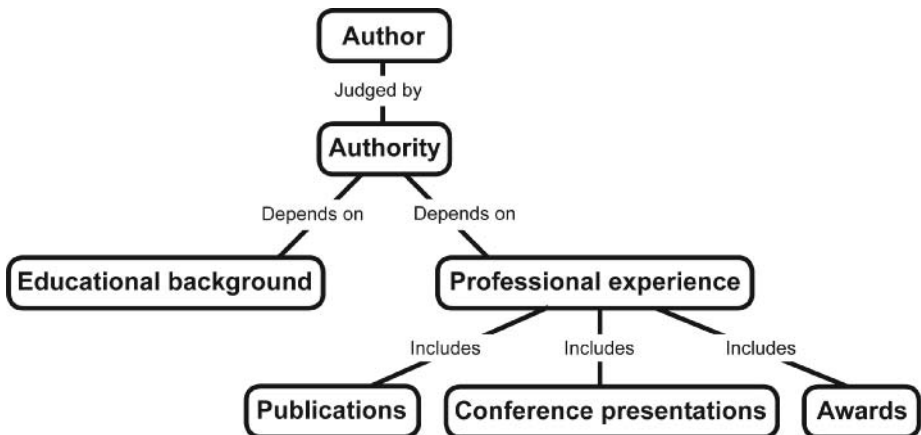 Author
Judged by
Authority
Depends on
Depends on
Educational background
Professional experience
Includes
Includes
Includes
Publications
Conference presentations
Awards